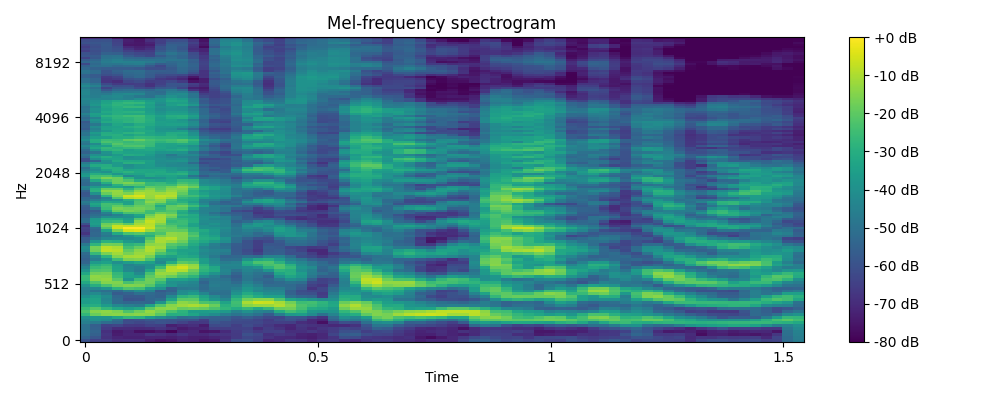 Mel-frequency spectrogram
8192
4096
2048
1024
512
0
Hz
0
0.5
1
1.5
Time
+0 dB
-10 dB
-20 dB
-30 dB
-40 dB
-50 dB
-60 dB
-70 dB
-80 dB